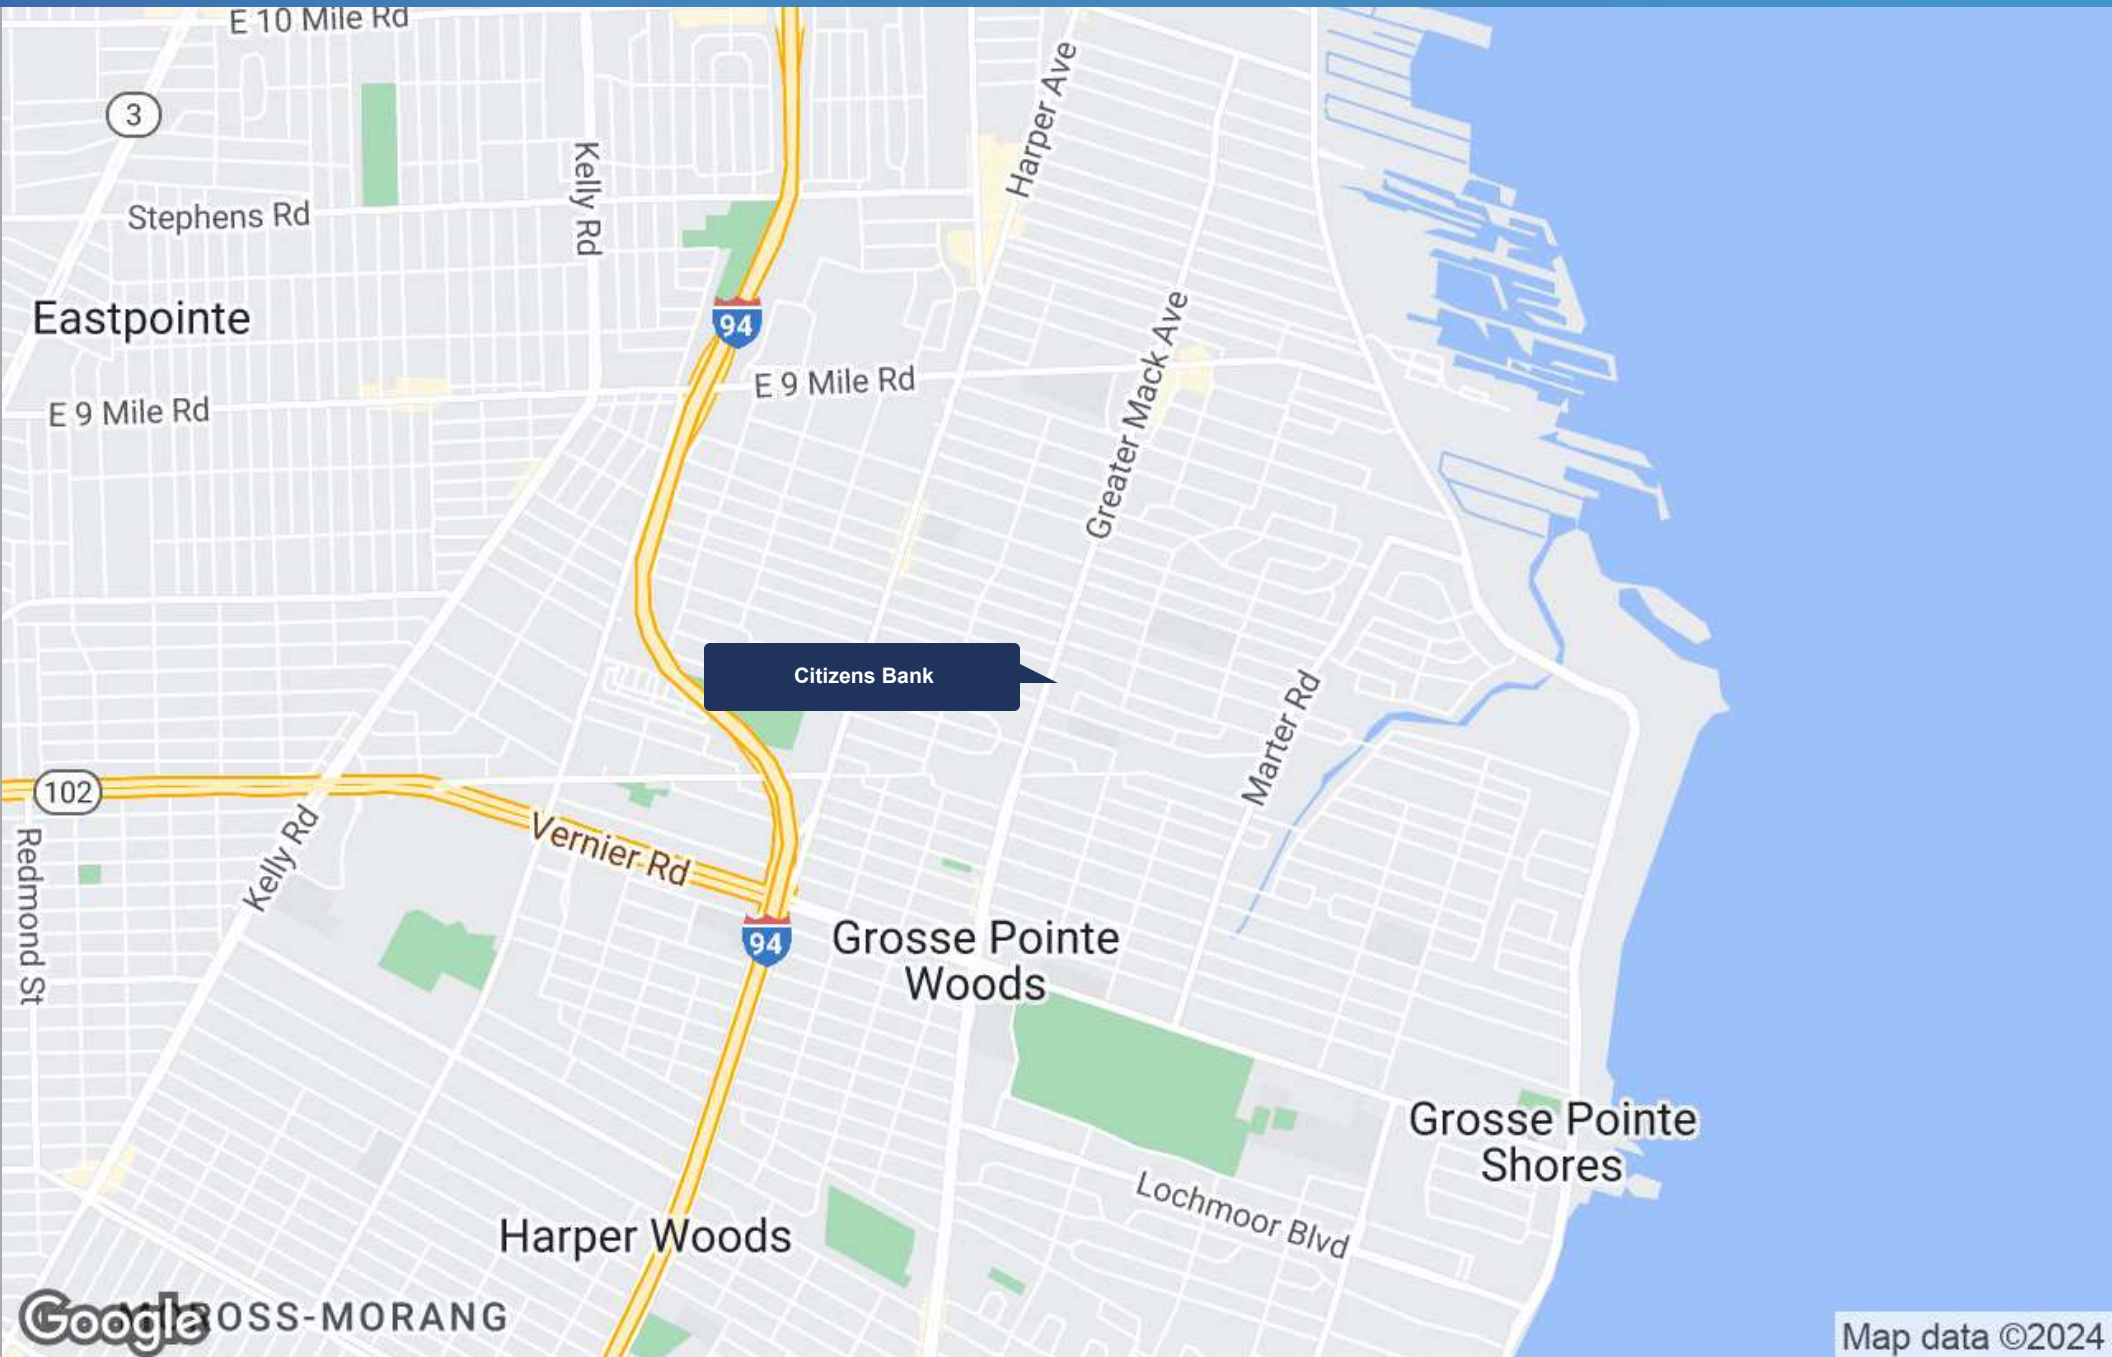 E 10 Mile Rd
Harper Ave
3
Kelly Rd
Stephens Rd
Eastpointe
94
Greater Mack Ave
E 9 Mile Rd
E 9 Mile Rd
Citizens Bank
Marter Rd
102
Vernier Rd
Kelly Rd
Redmond St
94
Grosse Pointe
Woods
Grosse Pointe
Shores
Lochmoor Blvd
Harper Woods
Google
OSS-MORANG
Map data ©2024